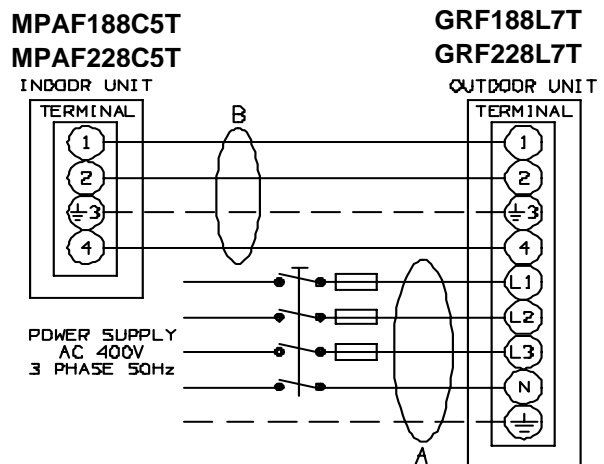 MPAF188C5T
MPAF228C5T
GRF188L7T
GRF228L7T
INDOOR UNIT
OUTDOOR UNIT
TERMINAL
TERMINAL
B
1
1
2
2
3
3
4
4
L1
L2
L3
N
POWER SUPPLY
AC 400V
3 PHASE 50Hz
A